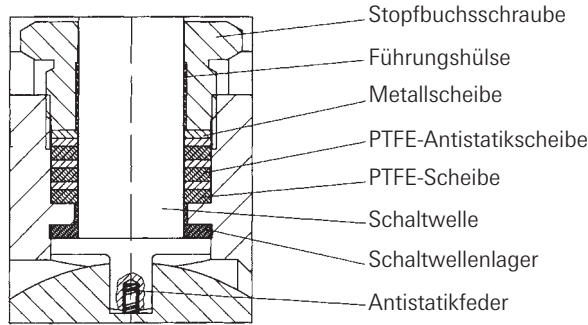 Stopfbuchsschraube
Führungshülse
Metallscheibe
PTFE-Antistatikscheibe
PTFE-Scheibe
Schaltwelle
Schaltwellenlager
Antistatikfeder